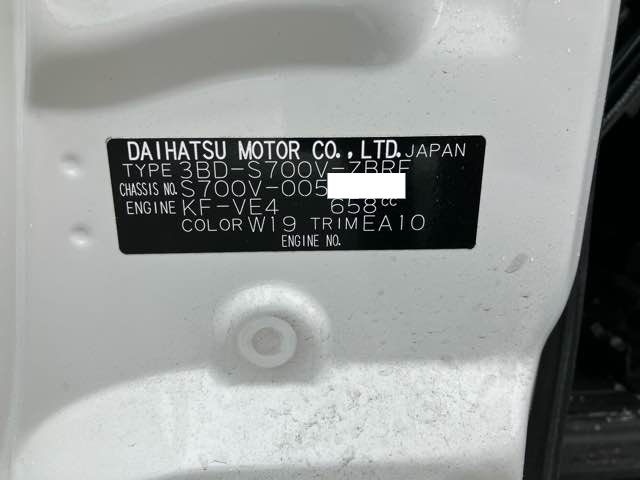 DAIHATSU MOTOR CO., LTD. JAPAN
TYPE 3BD-S700V-ZBRF
CHASSIS NO. S700V-005
ENGINE KF-VE4 658cc
COLOR W19 TRIM EA10
ENGINE NO.